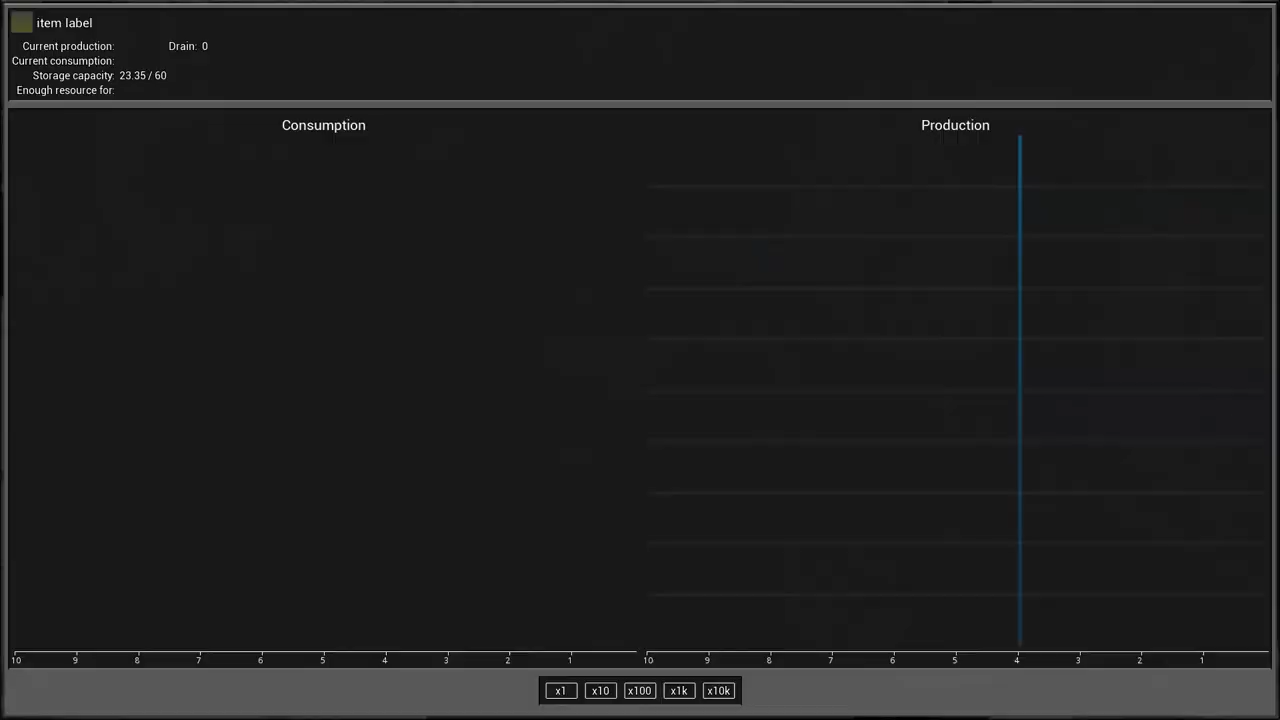 item label
Current production: Drain: 0
Current consumption:
Storage capacity: 23.35 / 60
Enough resource for:
Consumption Production
10 9 8 7 6 5 4 3 2 1 10 9 8 7 6 5 4 3 2 1
x1 x10 x100 x1k x10k